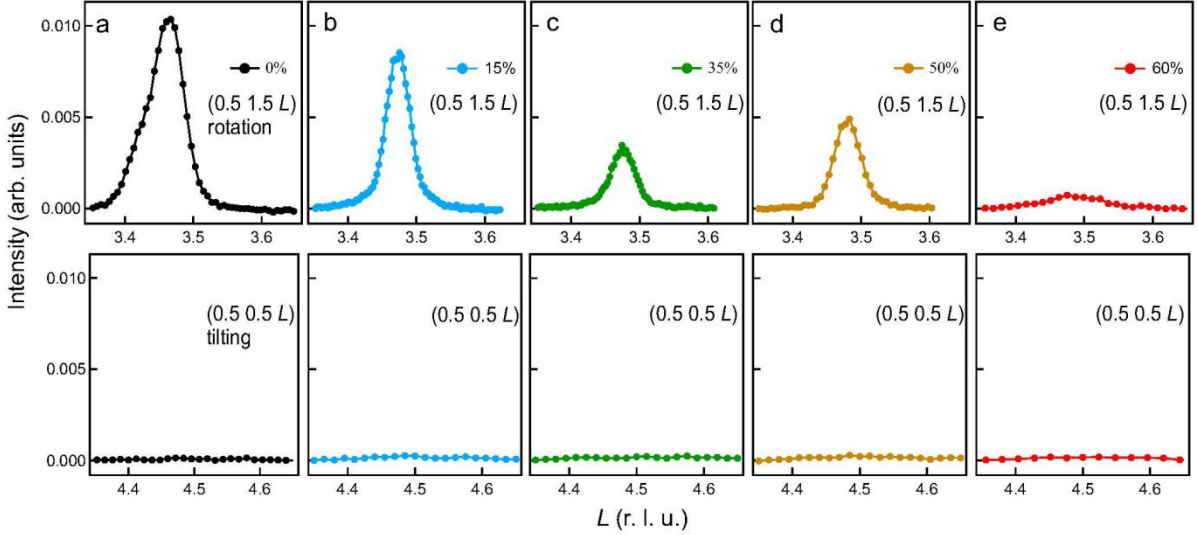 a
b
c
d
e
0%
15%
35%
50%
60%
(0.5 1.5 L)
rotation
(0.5 1.5 L)
(0.5 1.5 L)
(0.5 1.5 L)
(0.5 1.5 L)
0.010
0.005
0.000
3.4 3.5 3.6
3.4 3.5 3.6
3.4 3.5 3.6
3.4 3.5 3.6
3.4 3.5 3.6
Intensity (arb. units)
(0.5 0.5 L)
tilting
(0.5 0.5 L)
(0.5 0.5 L)
(0.5 0.5 L)
(0.5 0.5 L)
0.010
0.005
0.000
4.4 4.5 4.6
4.4 4.5 4.6
4.4 4.5 4.6
4.4 4.5 4.6
4.4 4.5 4.6
L (r. l. u.)